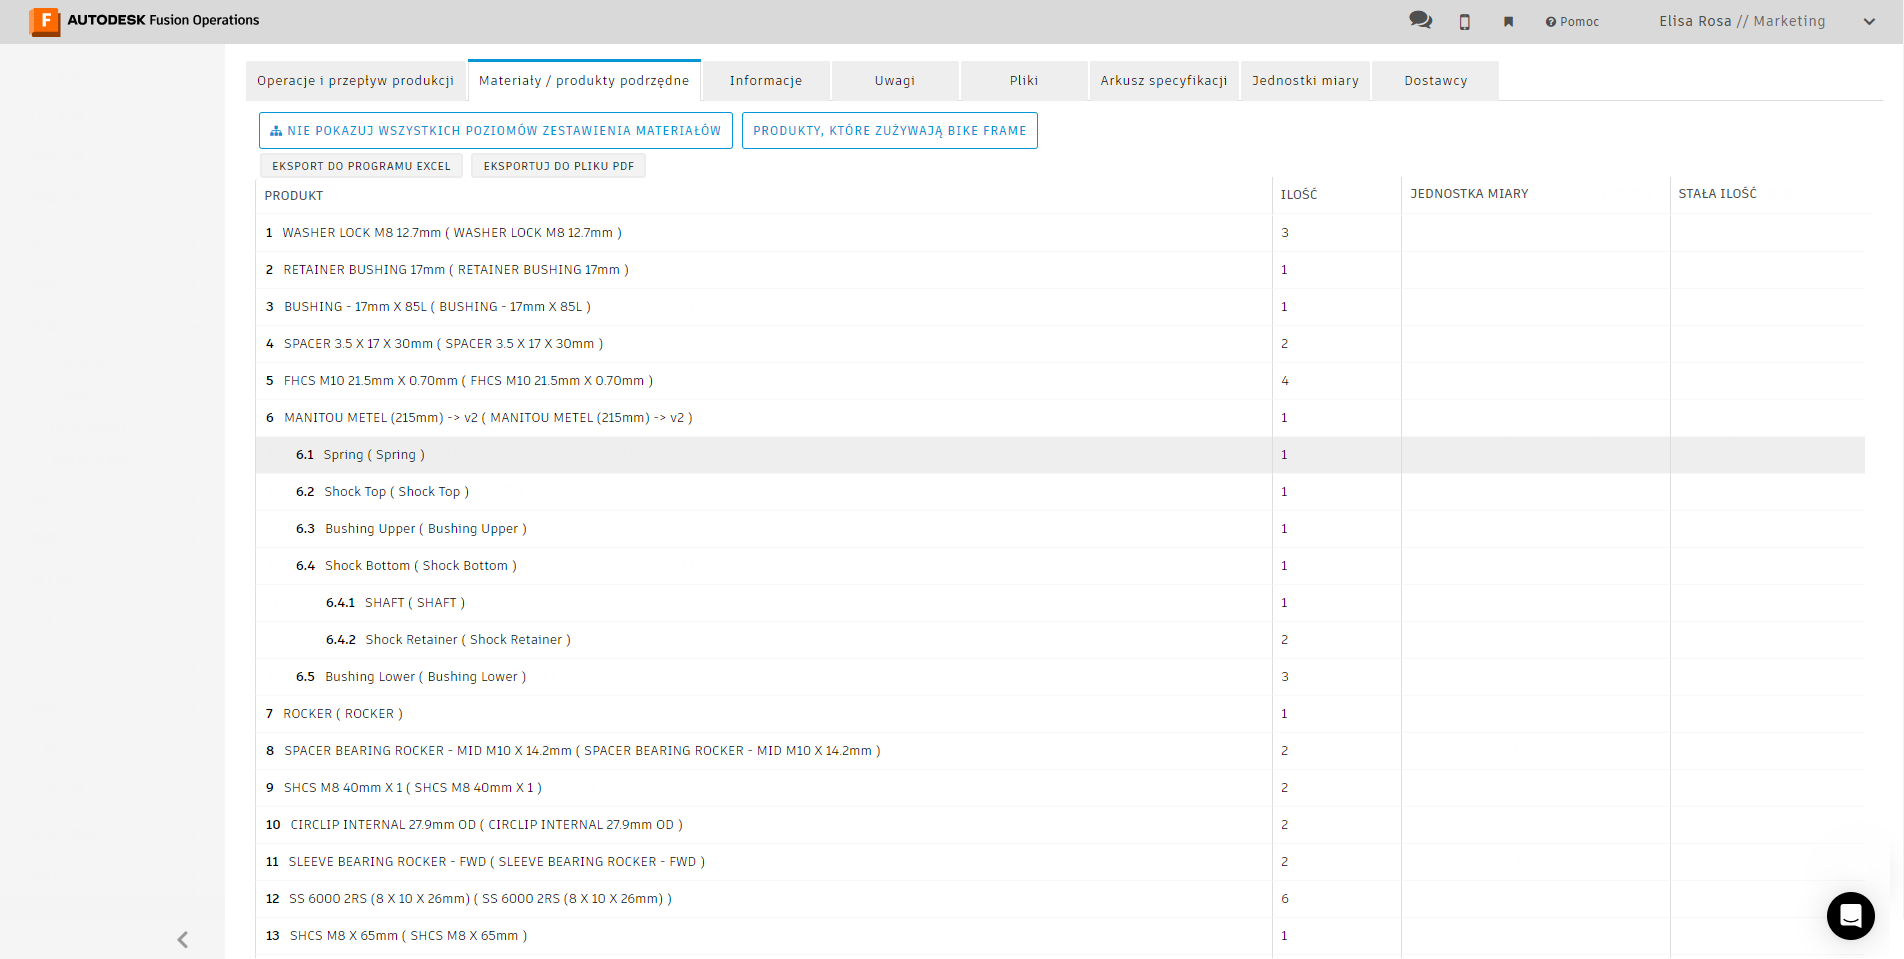 F AUTODESK Fusion Operations
Pomoc
Elisa Rosa // Marketing
Operacje i przepływ produkcji
Materiały / produkty podrzędne
Informacje
Uwagi
Pliki
Arkusz specyfikacji
Jednostki miary
Dostawcy
NIE POKAZUJ WSZYSTKICH POZIOMÓW ZESTAWIENIA MATERIAŁÓW
PRODUKTY, KTÓRE ZUŻYWAJĄ BIKE FRAME
EKSPORT DO PROGRAMU EXCEL
EKSPORTUJ DO PLIKU PDF
PRODUKT ILOŚĆ JEDNOSTKA MIARY STAŁA ILOŚĆ
1 WASHER LOCK M8 12.7mm ( WASHER LOCK M8 12.7mm ) 3
2 RETAINER BUSHING 17mm ( RETAINER BUSHING 17mm ) 1
3 BUSHING - 17mm X 85L ( BUSHING - 17mm X 85L ) 1
4 SPACER 3.5 X 17 X 30mm ( SPACER 3.5 X 17 X 30mm ) 2
5 FHCS M10 21.5mm X 0.70mm ( FHCS M10 21.5mm X 0.70mm ) 4
6 MANITOU METEL (215mm) -> v2 ( MANITOU METEL (215mm) -> v2 ) 1
6.1 Spring ( Spring ) 1
6.2 Shock Top ( Shock Top ) 1
6.3 Bushing Upper ( Bushing Upper ) 1
6.4 Shock Bottom ( Shock Bottom ) 1
6.4.1 SHAFT ( SHAFT ) 1
6.4.2 Shock Retainer ( Shock Retainer ) 2
6.5 Bushing Lower ( Bushing Lower ) 3
7 ROCKER ( ROCKER ) 1
8 SPACER BEARING ROCKER - MID M10 X 14.2mm ( SPACER BEARING ROCKER - MID M10 X 14.2mm ) 2
9 SHCS M8 40mm X 1 ( SHCS M8 40mm X 1 ) 2
10 CIRCLIP INTERNAL 27.9mm OD ( CIRCLIP INTERNAL 27.9mm OD ) 2
11 SLEEVE BEARING ROCKER - FWD ( SLEEVE BEARING ROCKER - FWD ) 2
12 SS 6000 2RS (8 X 10 X 26mm) ( SS 6000 2RS (8 X 10 X 26mm) ) 6
13 SHCS M8 X 65mm ( SHCS M8 X 65mm ) 1